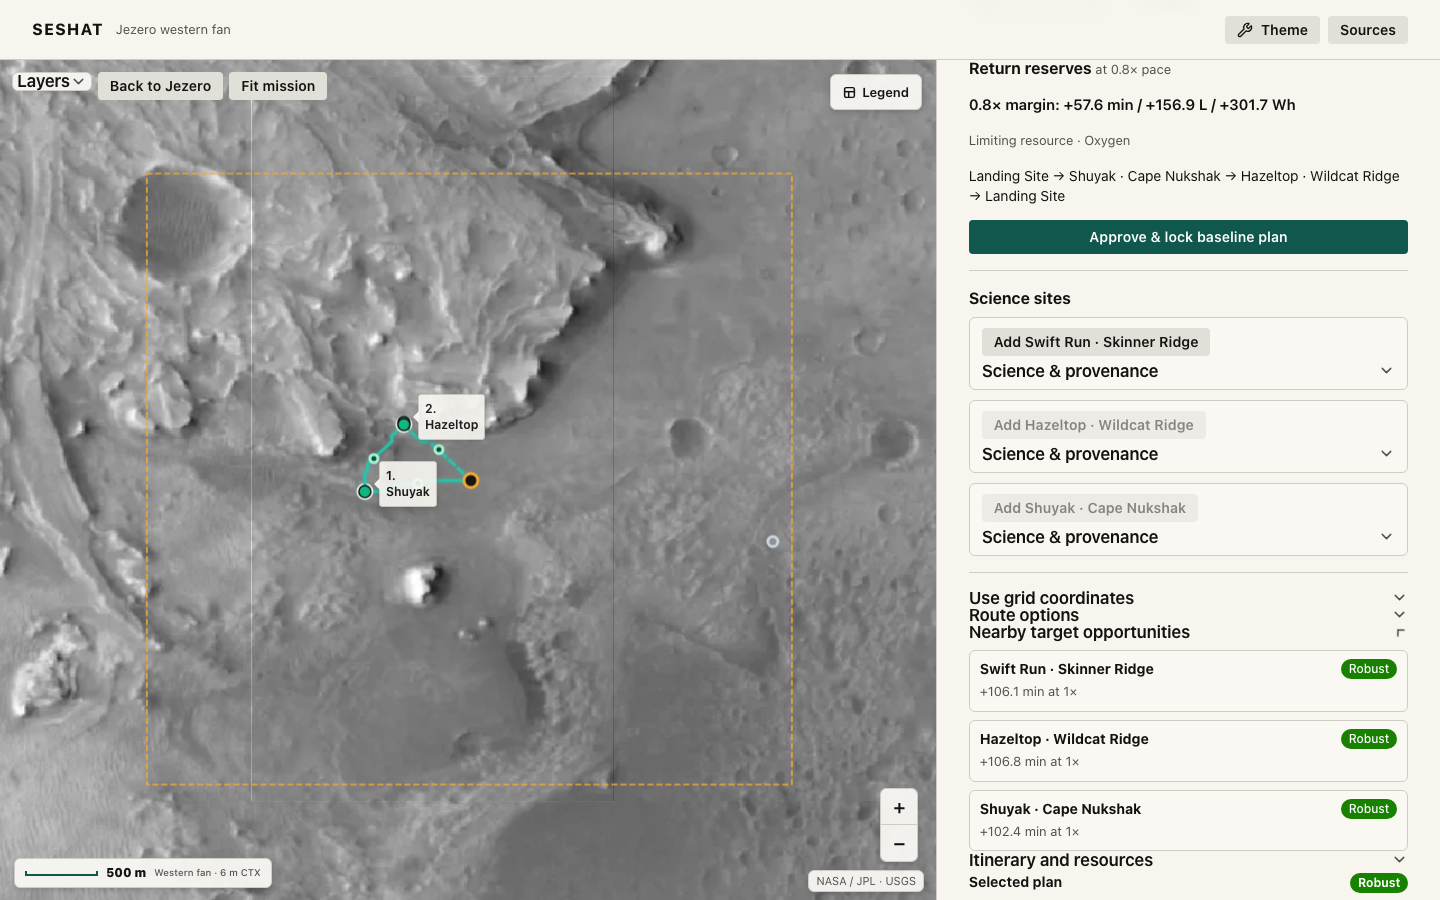 SESHAT Jezero western fan
Theme
Sources
Layers
Back to Jezero
Fit mission
Legend
2.
Hazeltop
1.
Shuyak
500 m Western fan · 6 m CTX
+
−
NASA / JPL · USGS
Return reserves at 0.8× pace
0.8× margin: +57.6 min / +156.9 L / +301.7 Wh
Limiting resource · Oxygen
Landing Site → Shuyak · Cape Nukshak → Hazeltop · Wildcat Ridge
→ Landing Site
Approve & lock baseline plan
Science sites
Add Swift Run · Skinner Ridge
Science & provenance
Add Hazeltop · Wildcat Ridge
Science & provenance
Add Shuyak · Cape Nukshak
Science & provenance
Use grid coordinates
Route options
Nearby target opportunities
Swift Run · Skinner Ridge Robust
+106.1 min at 1×
Hazeltop · Wildcat Ridge Robust
+106.8 min at 1×
Shuyak · Cape Nukshak Robust
+102.4 min at 1×
Itinerary and resources
Selected plan Robust